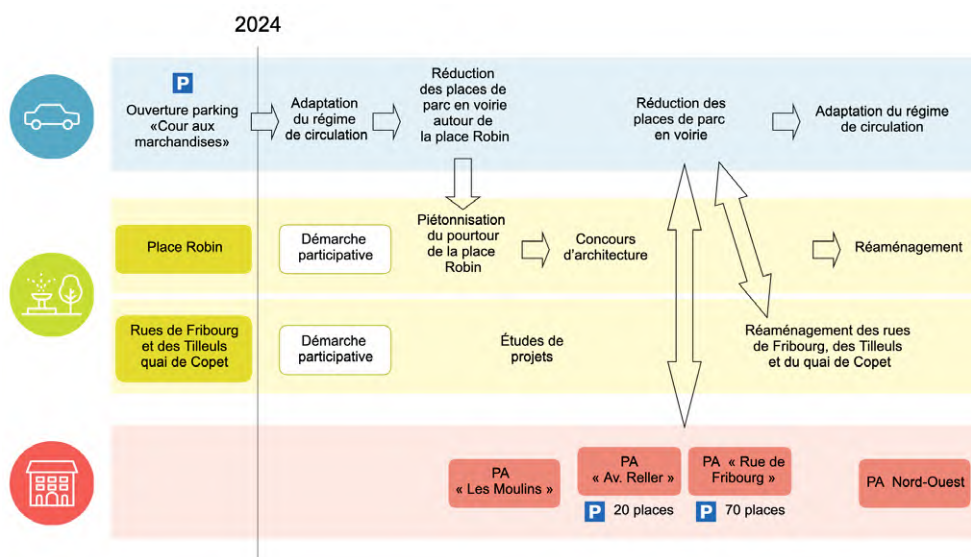 2024
P
Ouverture parking
«Cour aux
marchandises»
Adaptation
du régime
de circulation
Réduction
des places de
parc en voirie
autour de
la place Robin
Réduction des
places de parc
en voirie
Adaptation du régime
de circulation
Place Robin
Démarche
participative
Piétonnisation
du pourtour
de la place
Robin
Concours
d'architecture
Réaménagement
Rues de Fribourg
et des Tilleuls
quai de Copet
Démarche
participative
Études de
projets
Réaménagement des rues
de Fribourg, des Tilleuls
et du quai de Copet
PA
« Les Moulins »
PA
« Av. Reller »
P 20 places
PA « Rue de
Fribourg »
P 70 places
PA Nord-Ouest